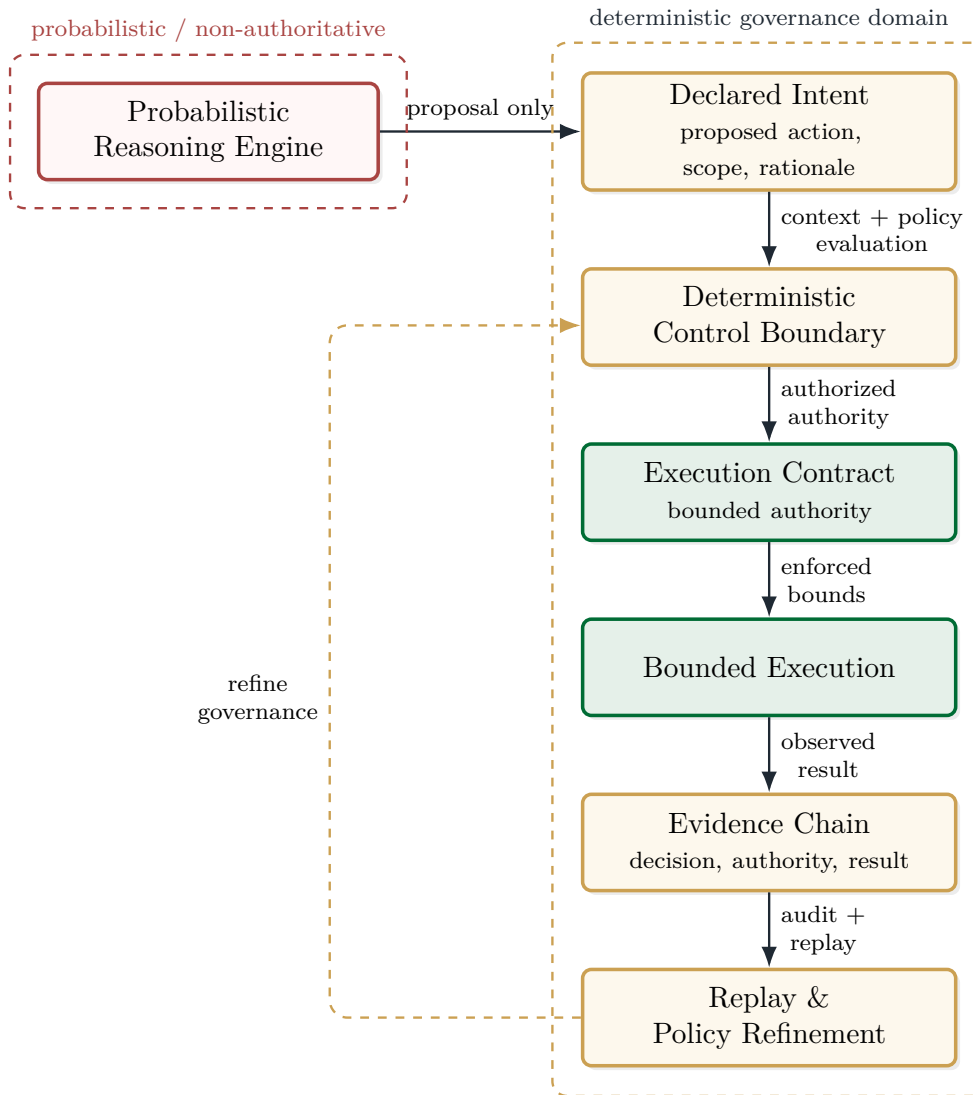 probabilistic / non-authoritative
deterministic governance domain
Probabilistic
Reasoning Engine
proposal only
Declared Intent
proposed action,
scope, rationale
context + policy
evaluation
Deterministic
Control Boundary
authorized
authority
Execution Contract
bounded authority
enforced
bounds
Bounded Execution
refine
governance
observed
result
Evidence Chain
decision, authority, result
audit +
replay
Replay &
Policy Refinement